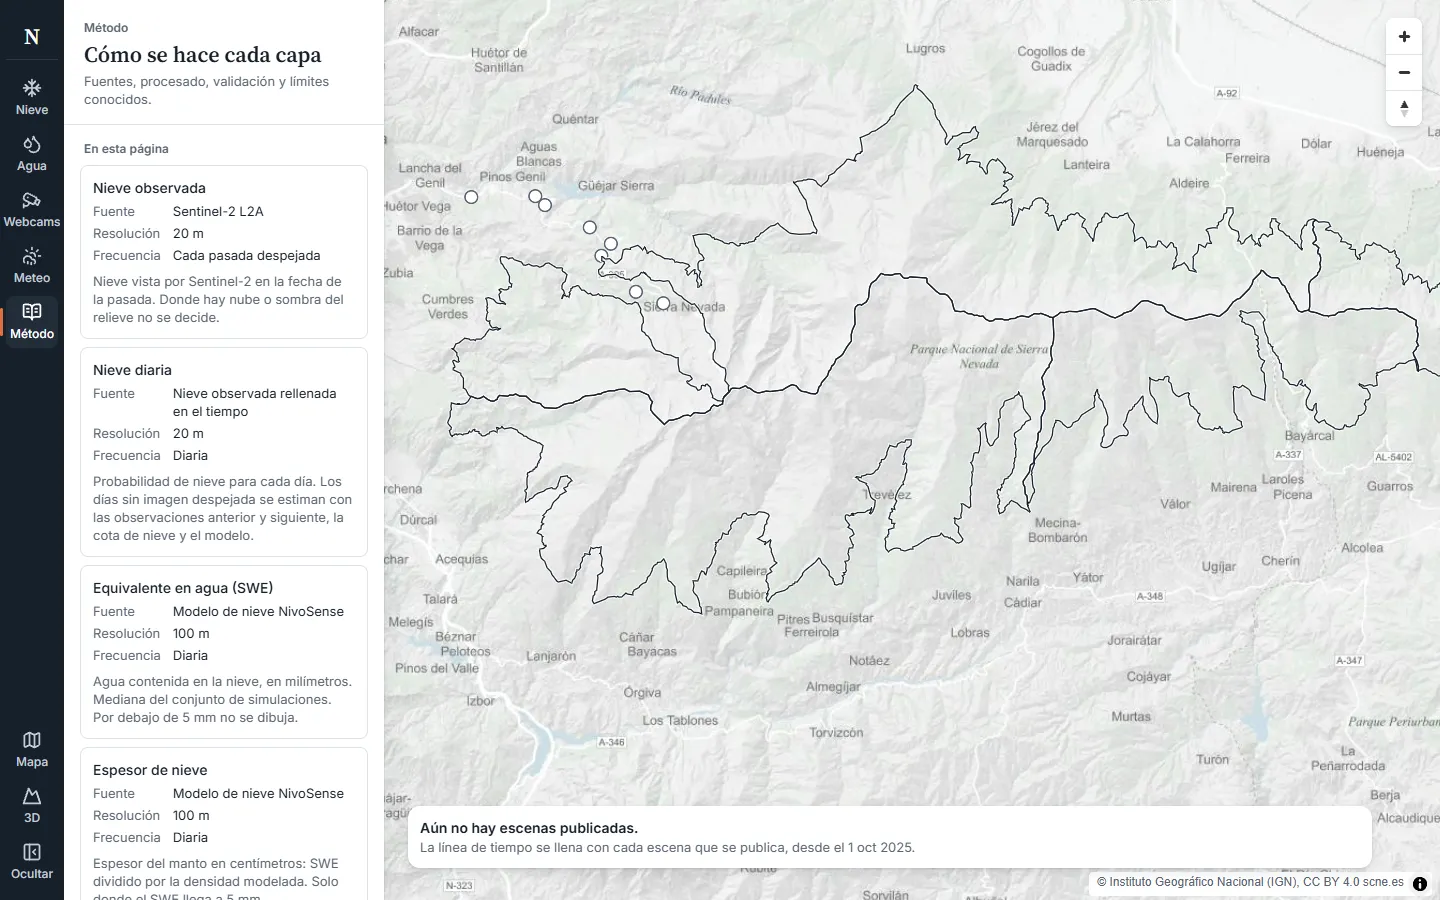 N
Nieve
Agua
Webcams
Meteo
Método
Mapa
3D
Ocultar
Método
Cómo se hace cada capa
Fuentes, procesado, validación y límites
conocidos.
En esta página
Nieve observada
Fuente Sentinel-2 L2A
Resolución 20 m
Frecuencia Cada pasada despejada
Nieve vista por Sentinel-2 en la fecha de
la pasada. Donde hay nube o sombra del
relieve no se decide.
Nieve diaria
Fuente Nieve observada rellenada
en el tiempo
Resolución 20 m
Frecuencia Diaria
Probabilidad de nieve para cada día. Los
días sin imagen despejada se estiman con
las observaciones anterior y siguiente, la
cota de nieve y el modelo.
Equivalente en agua (SWE)
Fuente Modelo de nieve NivoSense
Resolución 100 m
Frecuencia Diaria
Agua contenida en la nieve, en milímetros.
Mediana del conjunto de simulaciones.
Por debajo de 5 mm no se dibuja.
Espesor de nieve
Fuente Modelo de nieve NivoSense
Resolución 100 m
Frecuencia Diaria
Espesor del manto en centímetros: SWE
dividido por la densidad modelada. Solo
donde el SWE llega a 5 mm.
Alfacar
Huétor de
Santillán
Lugros
Cogollos de
Guadix
Río Padules
A-92
Quéntar
Jérez del
Marquesado
La Calahorra
Dólar
Huéneja
Ferreira
Lanteira
Aldeire
Aguas
Blancas
Lancha del
Genil
Pinos Genil
Güéjar Sierra
Huétor Vega
Barrio de la
Vega
Zubia
Cumbres
Verdes
Sierra Nevada
Parque Nacional de Sierra
Nevada
Bayárcal
A-337
AL-5402
Laroles
Picena
Mairena
Guarros
Trevélez
Válor
Mecina-
Bombarón
Dúrcal
Acequias
Alcolea
Cherín
Ugíjar
Capileira
Bubión
Pampaneira
Pitres
Busquístar
Ferreirola
Juviles
Narila
Yátor
Cádiar
A-348
Talará
Melegís
Béznar
Peloteos
Pinos del Valle
Lanjarón
Cáñar
Bayacas
Lobras
Jorairátar
A-347
Notáez
Cojáyar
Almegíjar
Izbor
Órgiva
Los Tablones
Torvizcón
Murtas
Turón
Parque Periurban
La
Peñarrodada
A-346
Berja
Alcaudique
N-323
Rubite
Sorvilán
Aún no hay escenas publicadas.
La línea de tiempo se llena con cada escena que se publica, desde el 1 oct 2025.
© Instituto Geográfico Nacional (IGN), CC BY 4.0 scne.es